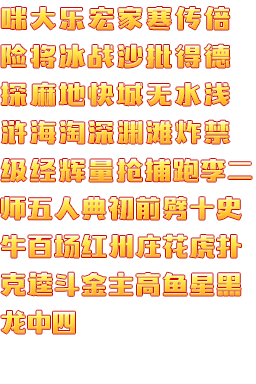 咪大乐宏家赛传倍
险将冰战沙批得德
探麻地快城无水浅
浒海淘深渊滩炸禁
级经辉量抢捕跑李二
师五人典初前劈十史
牛百场红州庄花虎扑
克逵斗金主高鱼星黑
龙中四